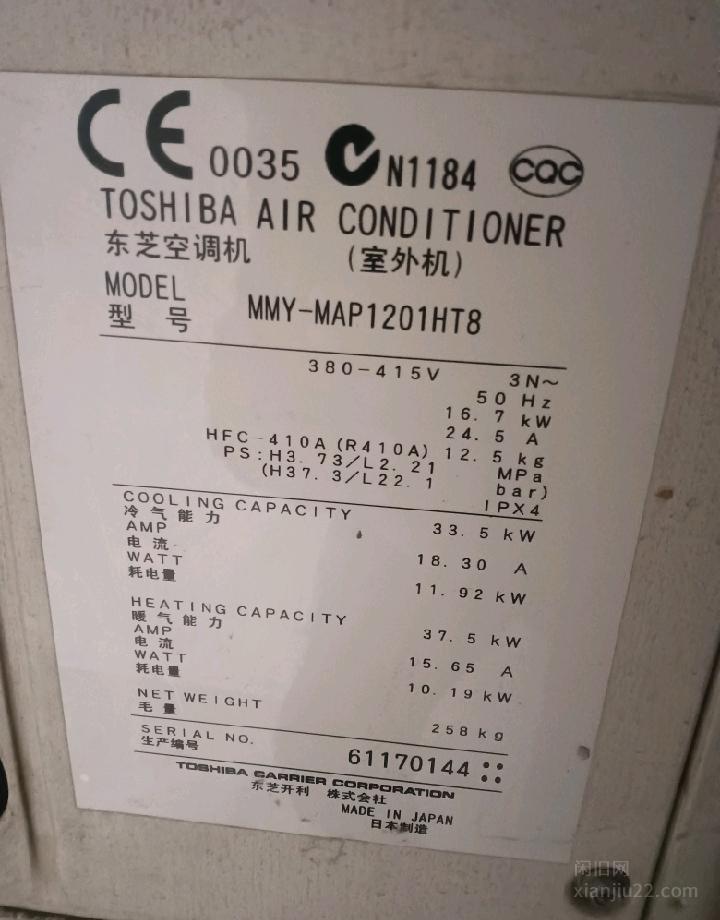 CE 0035 N1184 CQC
TOSHIBA AIR CONDITIONER
东芝空调机 (室外机)
MODEL
型号 MMY-MAP1201HT8
380-415V 3N~
50 Hz
16.7 kW
24.5 A
HFC-410A (R410A) 12.5 kg
PS:H3.73/L2.21 MPa
(H37.3/L22.1 bar)
IPX4
COOLING CAPACITY 33.5 kW
冷气能力
AMP 18.30 A
电流
WATT 11.92 kW
耗电量
HEATING CAPACITY 37.5 kW
暖气能力
AMP 15.65 A
电流
WATT 10.19 kW
耗电量
NET WEIGHT 258 kg
毛量
SERIAL NO. 61170144
生产编号
TOSHIBA CARRIER CORPORATION
东芝开利 株式会社
MADE IN JAPAN
日本制造
闲旧网
xianjiu22.com